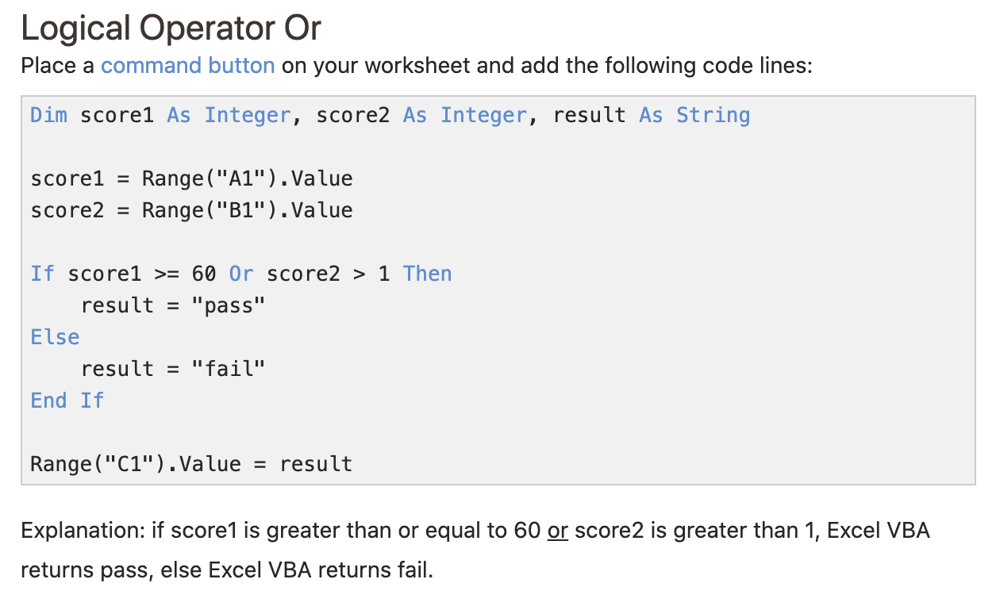 Logical Operator Or
Place a command button on your worksheet and add the following code lines:
Dim score1 As Integer, score2 As Integer, result As String
score1 = Range("A1").Value
score2 = Range("B1").Value
If score1 >= 60 Or score2 > 1 Then
    result = "pass"
Else
    result = "fail"
End If
Range("C1").Value = result
Explanation: if score1 is greater than or equal to 60 or score2 is greater than 1, Excel VBA
returns pass, else Excel VBA returns fail.